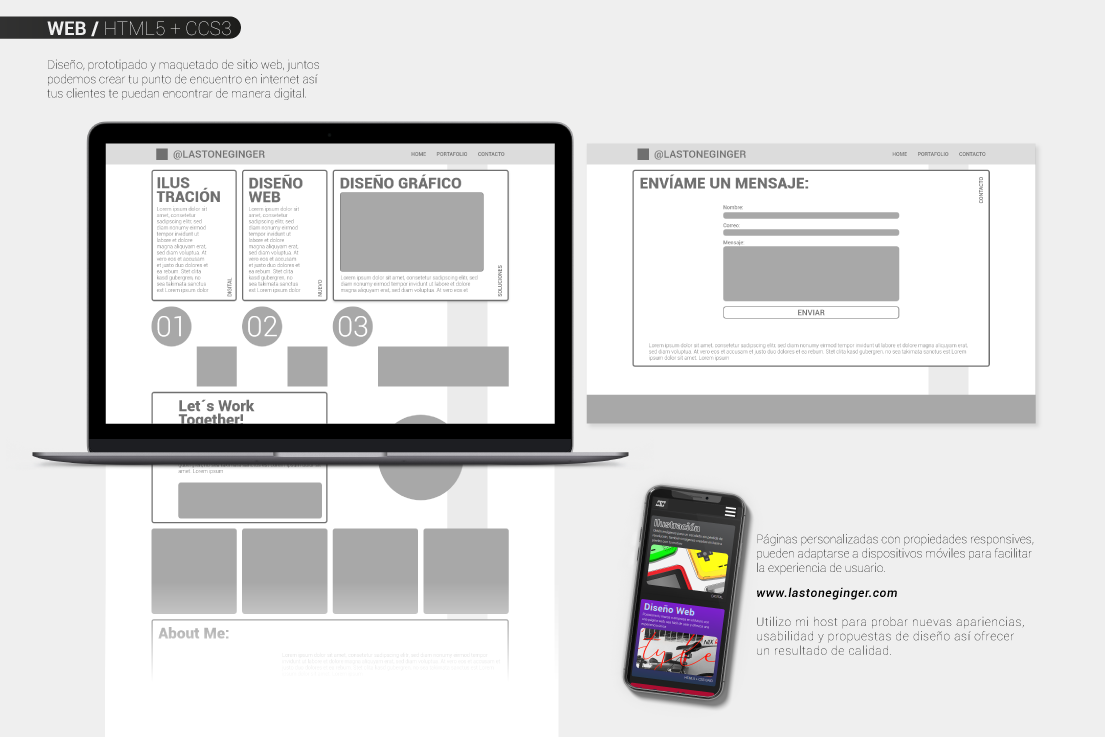 WEB / HTML5 + CCS3
Diseño, prototipado y maquetado de sitio web, juntos
podemos crear tu punto de encuentro en internet así
tus clientes te puedan encontrar de manera digital.
@LASTONEGINGER
HOME PORTAFOLIO CONTACTO
ILUS
TRACIÓN
Lorem ipsum dolor sit
amet, consetetur
sadipscing elitr, sed
diam nonumy eirmod
tempor invidunt ut
labore et dolore
magna aliquyam erat,
sed diam voluptua. At
vero eos et accusam
et justo duo dolores et
ea rebum. Stet clita
kasd gubergren, no
sea takimata sanctus
est Lorem ipsum dolo
DIGITAL
DISEÑO
WEB
Lorem ipsum dolor sit
amet, consetetur
sadipscing elitr, sed
diam nonumy eirmod
tempor invidunt ut
labore et dolore
magna aliquyam erat,
sed diam voluptua. At
vero eos et accusam
et justo duo dolores et
ea rebum. Stet clita
kasd gubergren, no
sea takimata sanctus
est Lorem ipsum dolo
NUEVO
DISEÑO GRÁFICO
Lorem ipsum dolor sit amet, consetetur sadipscing elitr, sed
diam nonumy eirmod tempor invidunt ut labore et dolore
magna aliquyam erat, sed diam voluptua. At vero eos et
SOLUCIONES
01
02
03
Let´s Work
Together!
amet. Lorem ipsum
About Me:
@LASTONEGINGER
HOME PORTAFOLIO CONTACTO
ENVÍAME UN MENSAJE:
CONTACTO
Nombre:
Correo:
Mensaje
ENVIAR
Lorem ipsum dolor sit amet, consetetur sadipscing elitr, sed diam nonumy eirmod tempor invidunt ut labore et dolore magna aliquyam erat,
sed diam voluptua. At vero eos et accusam et justo duo dolores et ea rebum. Stet clita kasd gubergren, no sea takimata sanctus est Lorem
ipsum dolor sit amet. Lorem ipsum
Ilustración
DIGITAL
Diseño Web
type
Páginas personalizadas con propiedades responsives,
pueden adaptarse a dispositivos móviles para facilitar
la experiencia de usuario.
www.lastoneginger.com
Utilizo mi host para probar nuevas apariencias,
usabilidad y propuestas de diseño así ofrecer
un resultado de calidad.